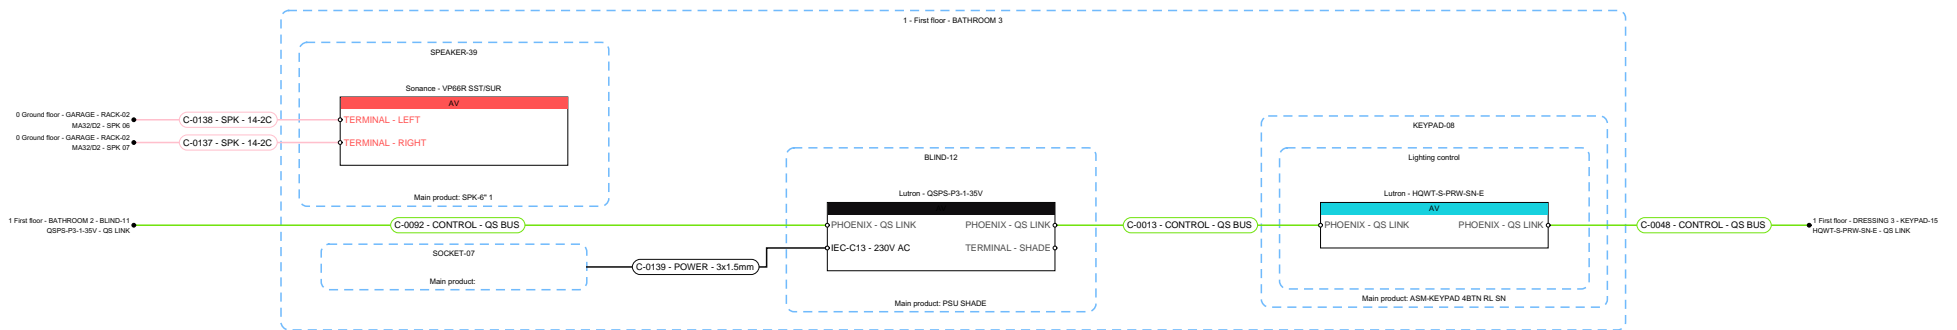 1 - First floor - BATHROOM 3
SPEAKER-39
Sonance - VP66R SST/SUR
AV
0 Ground floor - GARAGE - RACK-02
MA32/D2 - SPK 06
C-0138 - SPK - 14-2C
TERMINAL - LEFT
0 Ground floor - GARAGE - RACK-02
MA32/D2 - SPK 07
C-0137 - SPK - 14-2C
TERMINAL - RIGHT
Main product: SPK-6" 1
KEYPAD-08
BLIND-12
Lighting control
Lutron - QSPS-P3-1-35V
Lutron - HQWT-S-PRW-SN-E
AV
1 First floor - BATHROOM 2 - BLIND-11
QSPS-P3-1-35V - QS LINK
C-0092 - CONTROL - QS BUS
PHOENIX - QS LINK
PHOENIX - QS LINK
C-0013 - CONTROL - QS BUS
PHOENIX - QS LINK
PHOENIX - QS LINK
C-0048 - CONTROL - QS BUS
1 First floor - DRESSING 3 - KEYPAD-15
HQWT-S-PRW-SN-E - QS LINK
IEC-C13 - 230V AC
TERMINAL - SHADE
SOCKET-07
C-0139 - POWER - 3x1.5mm
Main product:
Main product: PSU SHADE
Main product: ASM-KEYPAD 4BTN RL SN